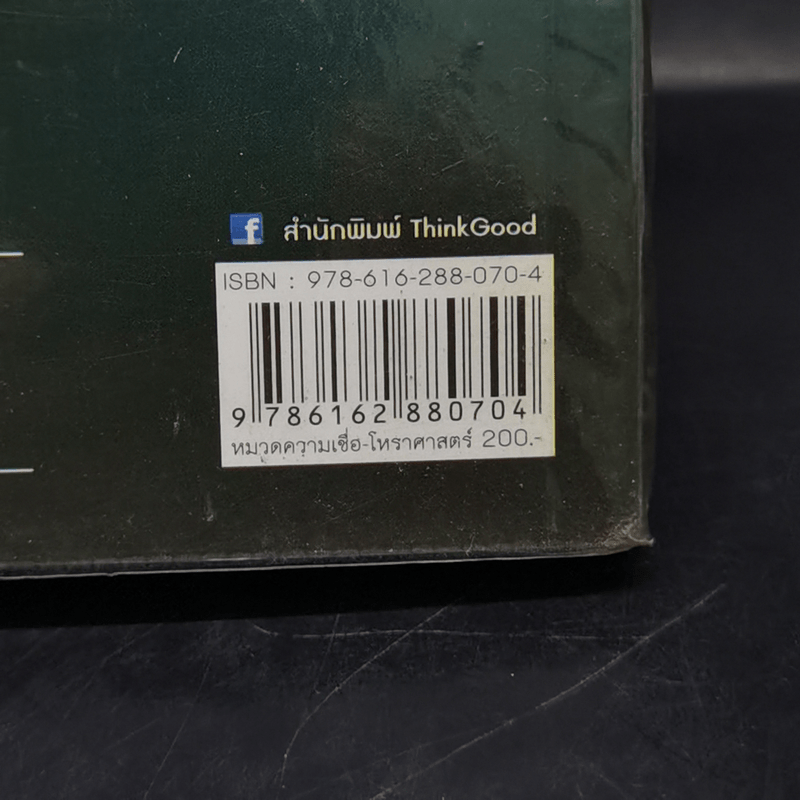 f สำนักพิมพ์ ThinkGood
ISBN : 978-616-288-070-4
9 786162 880704
หมวดความเชื่อ-โหราศาสตร์ 200.-